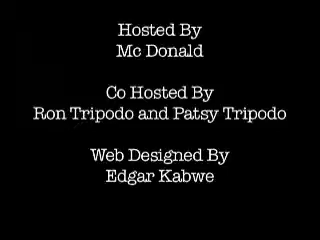 Hosted By
Mc Donald
Co Hosted By
Ron Tripodo and Patsy Tripodo
Web Designed By
Edgar Kabwe